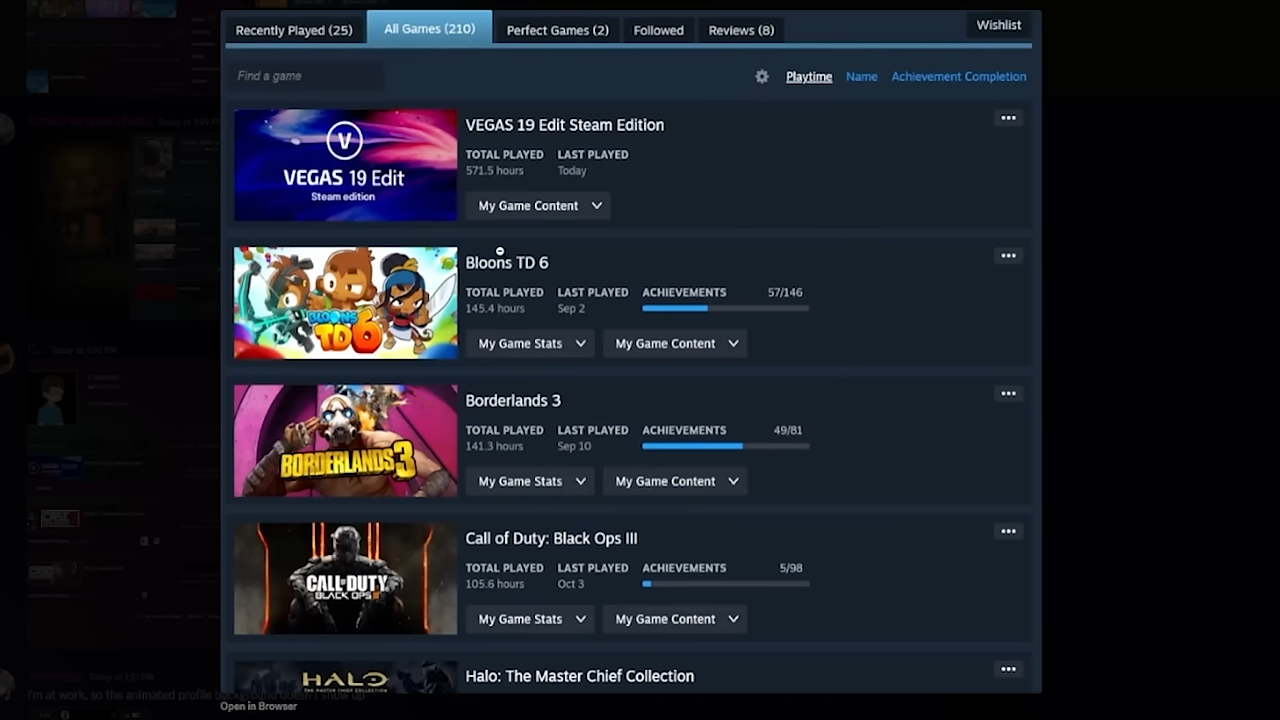 Recently Played (25) All Games (210) Perfect Games (2) Followed Reviews (8) Wishlist
Find a game Playtime Name Achievement Completion
V
VEGAS 19 Edit
Steam edition
VEGAS 19 Edit Steam Edition
TOTAL PLAYED LAST PLAYED
571.5 hours Today
My Game Content
BLOONS
TD6
Bloons TD 6
TOTAL PLAYED LAST PLAYED ACHIEVEMENTS 57/146
145.4 hours Sep 2
My Game Stats My Game Content
BORDERLANDS 3
Borderlands 3
TOTAL PLAYED LAST PLAYED ACHIEVEMENTS 49/81
141.3 hours Sep 10
My Game Stats My Game Content
CALL OF DUTY
BLACK OPS III
Call of Duty: Black Ops III
TOTAL PLAYED LAST PLAYED ACHIEVEMENTS 5/98
105.6 hours Oct 3
My Game Stats My Game Content
HALO
THE MASTER CHIEF COLLECTION
Halo: The Master Chief Collection
I'm at work, so the animated profile background doesn't show up
Open in Browser